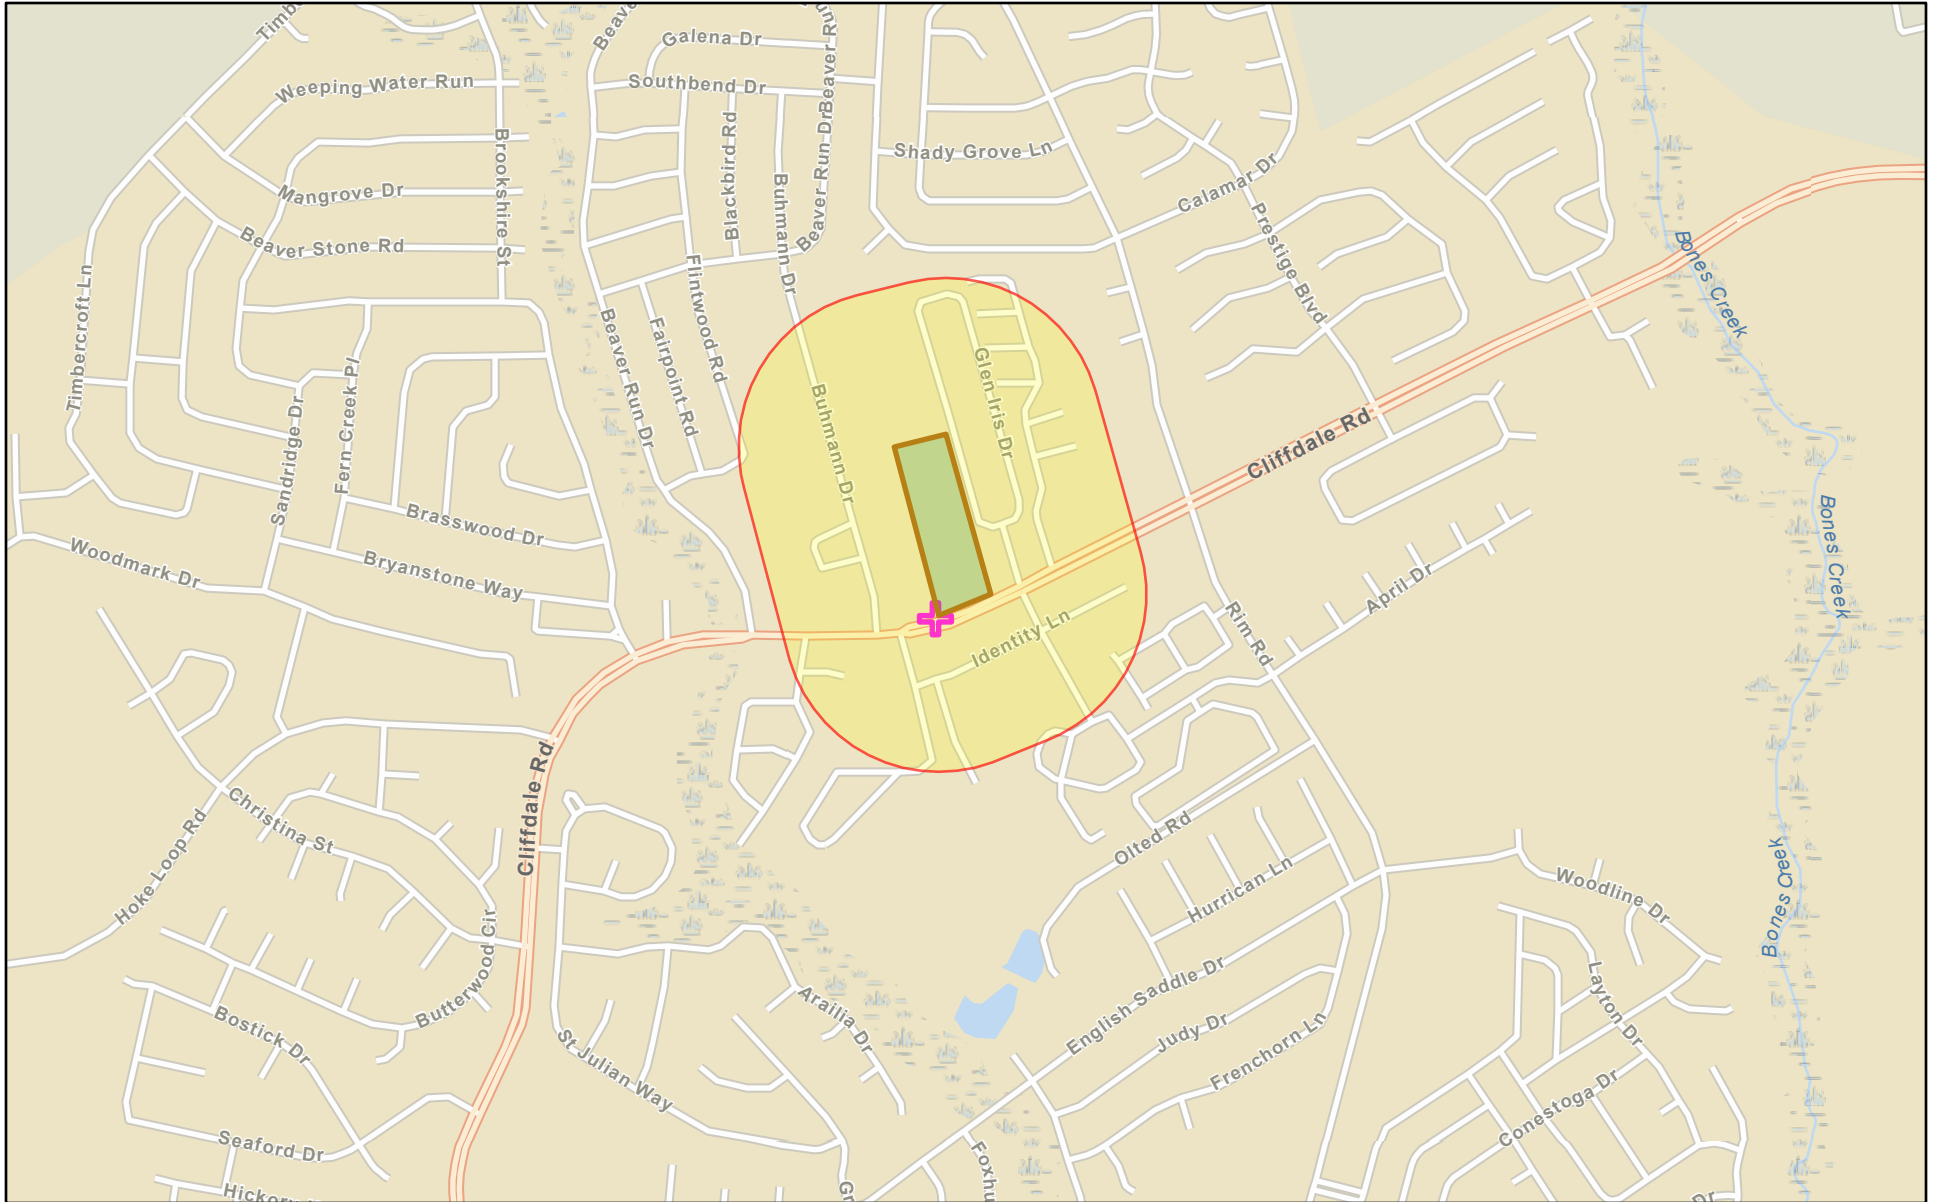 Galena Dr
Weeping Water Run
Southbend Dr
Beaver Run Dr
Blackbird Rd
Brookshire St
Shady Grove Ln
Calamar Dr
Mangrove Dr
Buhmann Dr
Beaver Run Dr
Prestige Blvd
Beaver Stone Rd
Bones Creek
Flintwood Rd
Timbercroft Ln
Beaver Run Dr
Fairpoint Rd
Glen Iris Dr
Fern Creek Pl
Sandridge Dr
Buhmann Dr
Cliffdale Rd
Brasswood Dr
Bones Creek
Woodmark Dr
Bryanstone Way
April Dr
Identity Ln
Rim Rd
Cliffdale Rd
Christina St
Olted Rd
Hoke Loop Rd
Hurrican Ln
Woodline Dr
Bones Creek
Butterwood Cir
English Saddle Dr
Layton Dr
Arailia Dr
Bostick Dr
Judy Dr
Frenchorn Ln
St Julian Way
Conestoga Dr
Seaford Dr
Dr